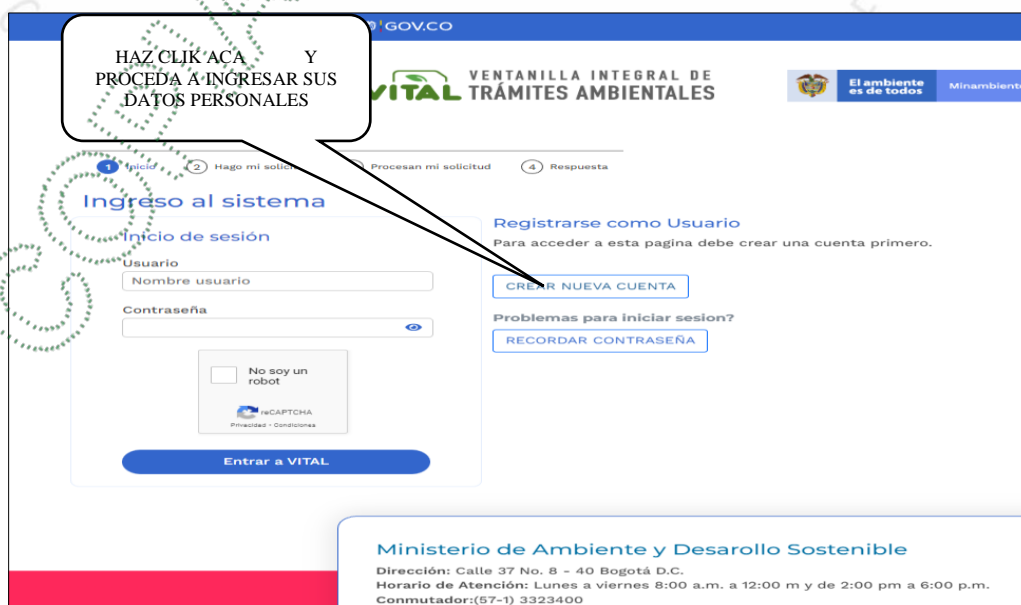 GOV.CO
HAZ CLIK ACA Y
PROCEDA A INGRESAR SUS
DATOS PERSONALES
VITAL
VENTANILLA INTEGRAL DE
TRÁMITES AMBIENTALES
El ambiente
es de todos
Minambiente
1 Inicio 2 Hago mi Procesan mi solicitud 4 Respuesta
Ingreso al sistema
Inicio de sesión
Usuario
Nombre usuario
Contraseña
No soy un
robot
reCAPTCHA
Privacidad - Condiciones
Entrar a VITAL
Registrarse como Usuario
Para acceder a esta pagina debe crear una cuenta primero.
CREAR NUEVA CUENTA
Problemas para iniciar sesion?
RECORDAR CONTRASEÑA
Ministerio de Ambiente y Desarollo Sostenible
Dirección: Calle 37 No. 8 - 40 Bogotá D.C.
Horario de Atención: Lunes a viernes 8:00 a.m. a 12:00 m y de 2:00 pm a 6:00 p.m.
Conmutador:(57-1) 3323400